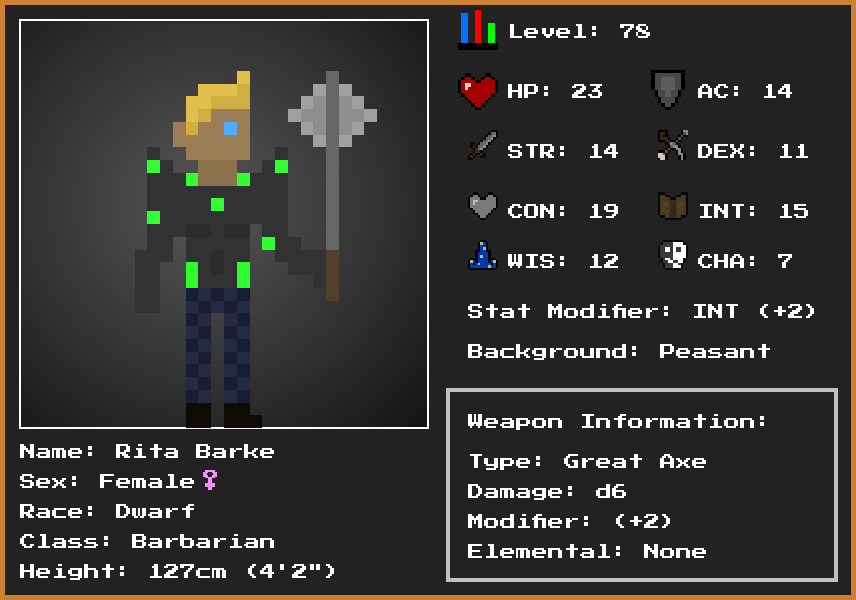 Level: 78
HP: 23
AC: 14
STR: 14
DEX: 11
CON: 19
INT: 15
WIS: 12
CHA: 7
Stat Modifier: INT (+2)
Background: Peasant
Weapon Information:
Type: Great Axe
Damage: d6
Modifier: (+2)
Elemental: None
Name: Rita Barke
Sex: Female♀
Race: Dwarf
Class: Barbarian
Height: 127cm (4'2")